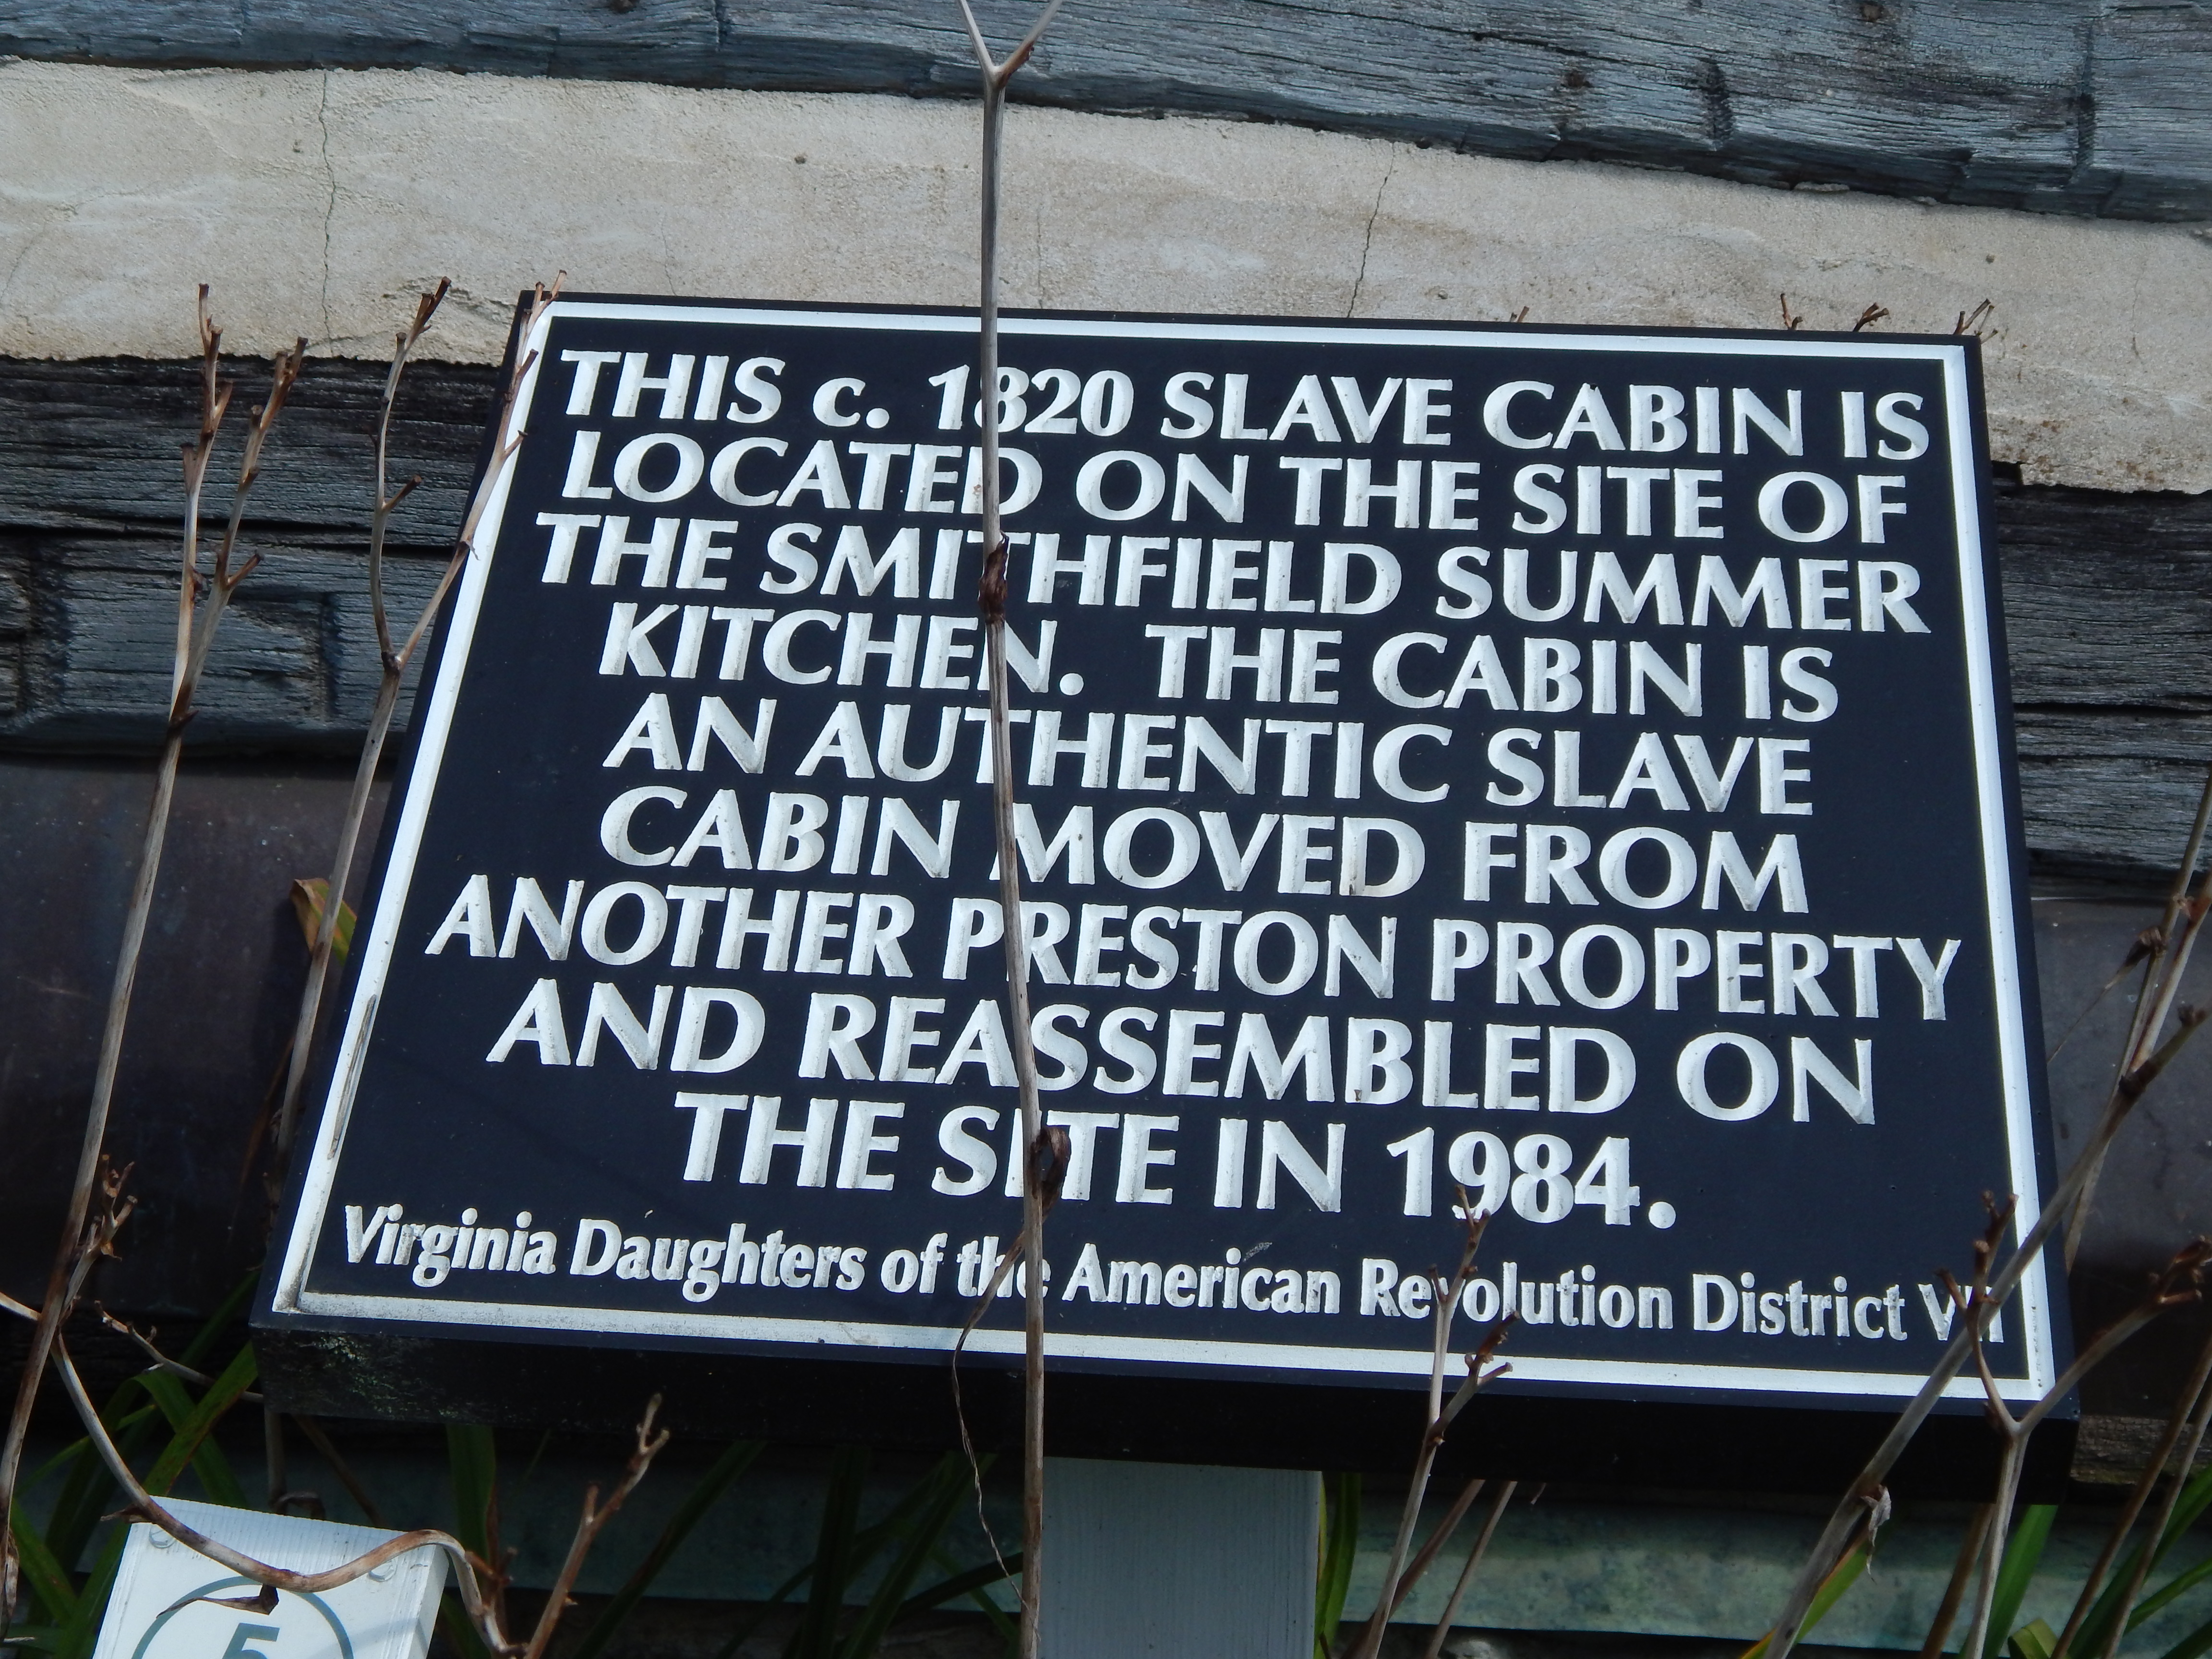 THIS c. 1820 SLAVE CABIN IS
LOCATED ON THE SITE OF
THE SMITHFIELD SUMMER
KITCHEN. THE CABIN IS
AN AUTHENTIC SLAVE
CABIN MOVED FROM
ANOTHER PRESTON PROPERTY
AND REASSEMBLED ON
THE SITE IN 1984.
Virginia Daughters of the American Revolution District
5